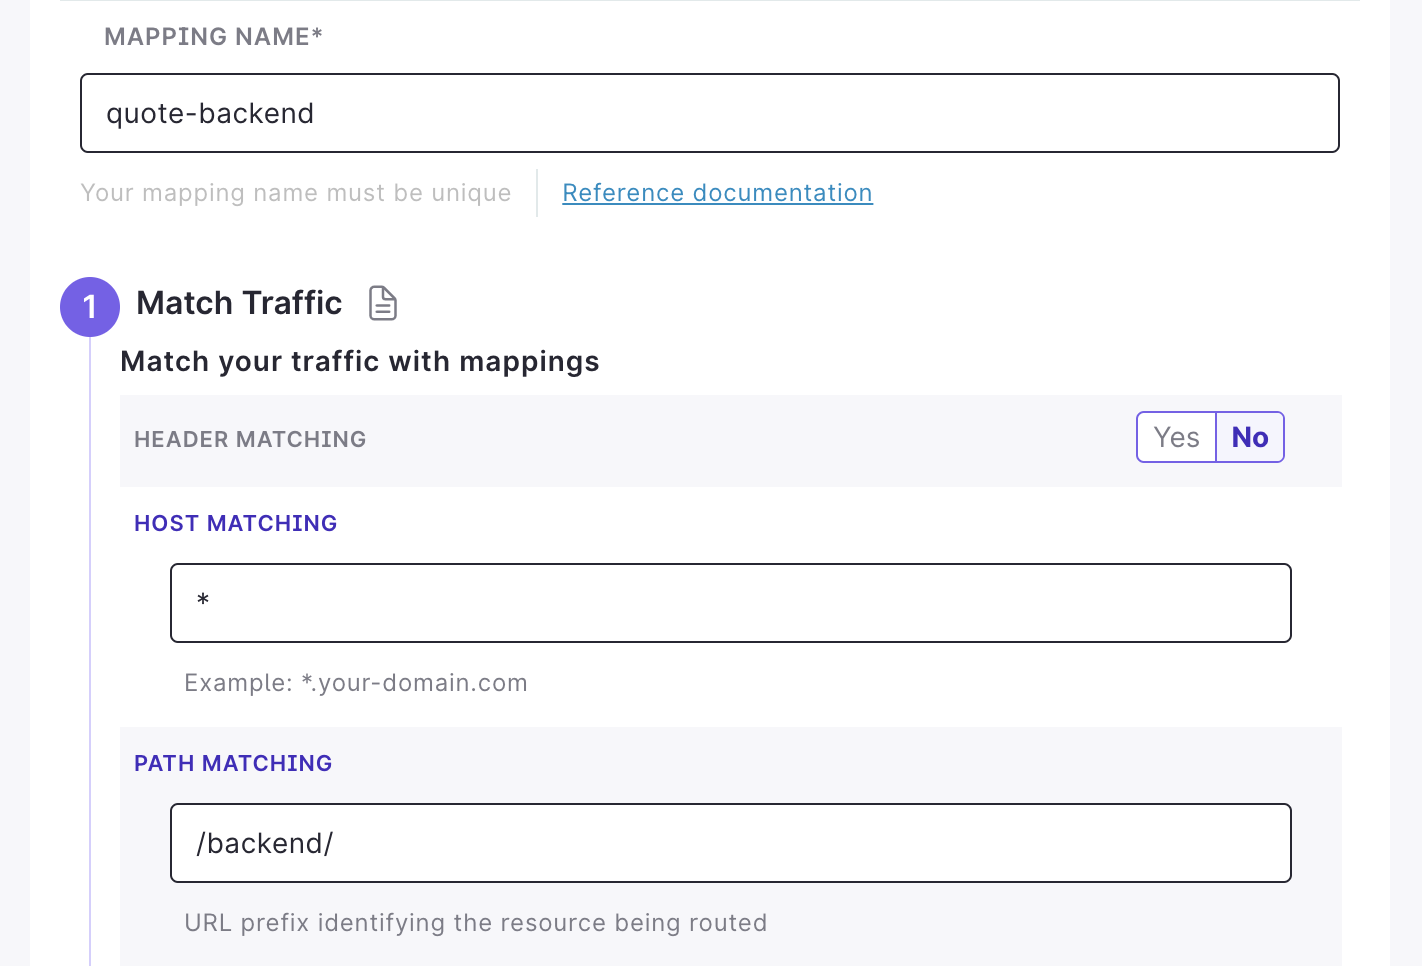 MAPPING NAME*
quote-backend
Your mapping name must be unique
Reference documentation
1
Match Traffic
Match your traffic with mappings
HEADER MATCHING
Yes No
HOST MATCHING
*
Example: *.your-domain.com
PATH MATCHING
/backend/
URL prefix identifying the resource being routed